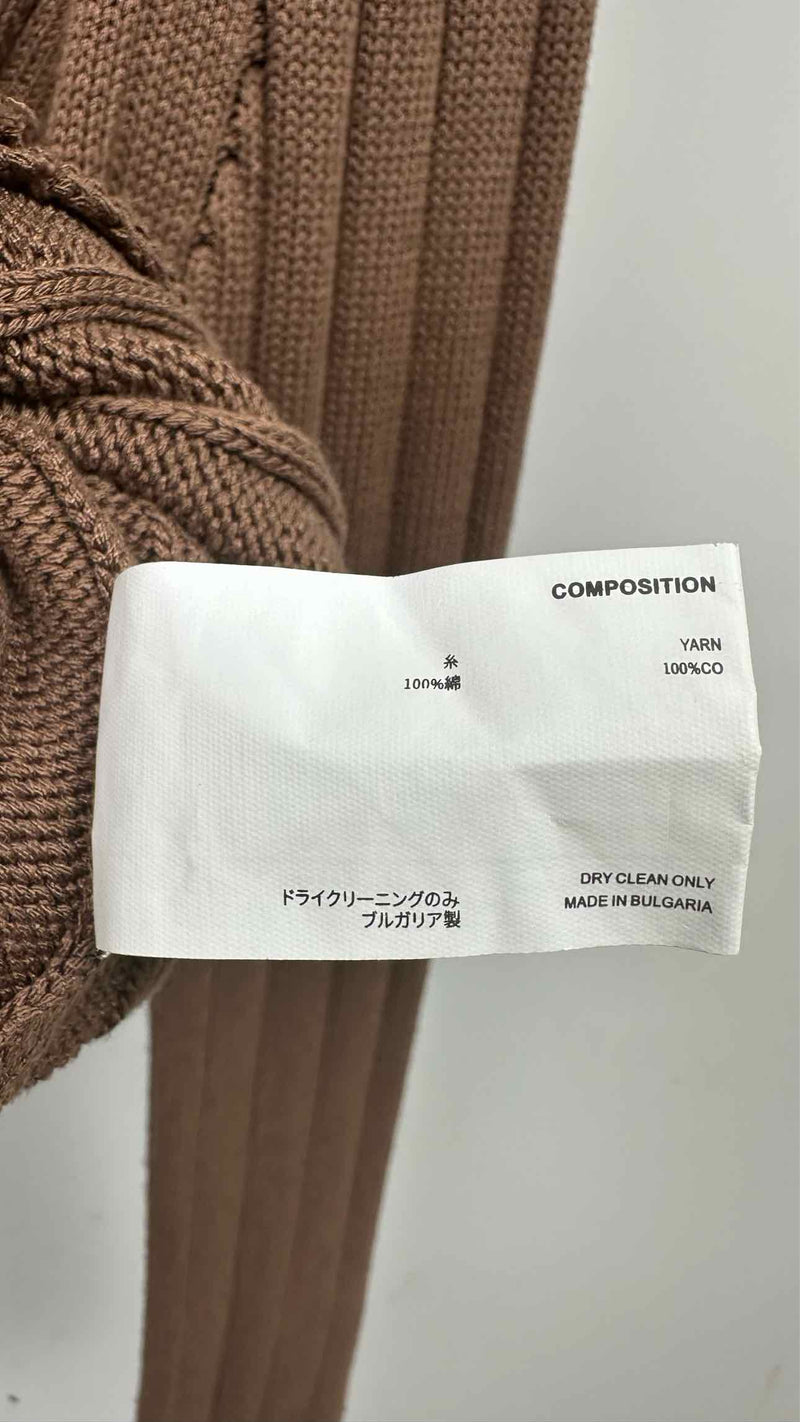 COMPOSITION
YARN
100%CO
糸
100%綿
DRY CLEAN ONLY
MADE IN BULGARIA
ドライクリーニングのみ
ブルガリア製